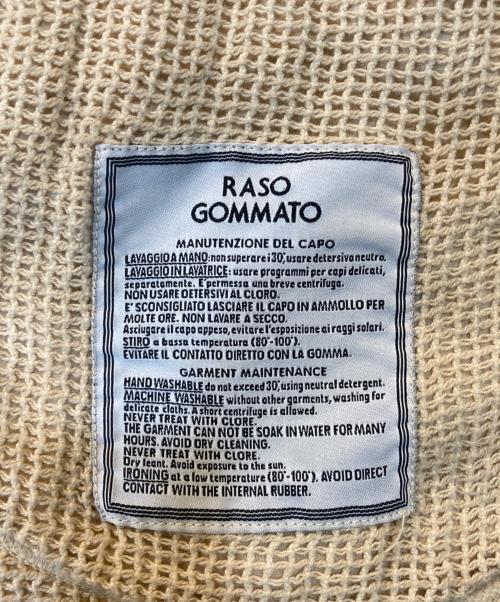 RASO
GOMMATO
MANUTENZIONE DEL CAPO
LAVAGGIO A MANO: non superare i 30°, usare detersivo neutro.
LAVAGGIO IN LAVATRICE: usare programmi per capi delicati,
separatamente. E' permessa una breve centrifuga.
NON USARE DETERSIVI AL CLORO.
E' SCONSIGLIATO LASCIARE IL CAPO IN AMMOLLO PER
MOLTE ORE. NON LAVARE A SECCO.
Asciugare il capo appeso, evitare l'esposizione ai raggi solari.
STIRO a bassa temperatura (80°-100°).
EVITARE IL CONTATTO DIRETTO CON LA GOMMA.
GARMENT MAINTENANCE
HAND WASHABLE do not exceed 30°, using neutral detergent.
MACHINE WASHABLE without other garments, washing for
delicate cloths. A short centrifuge is allowed.
NEVER TREAT WITH CLORE.
THE GARMENT CAN NOT BE SOAK IN WATER FOR MANY
HOURS. AVOID DRY CLEANING.
NEVER TREAT WITH CLORE.
Dry leant. Avoid exposure to the sun.
IRONING at a low temperature (80°-100°). AVOID DIRECT
CONTACT WITH THE INTERNAL RUBBER.